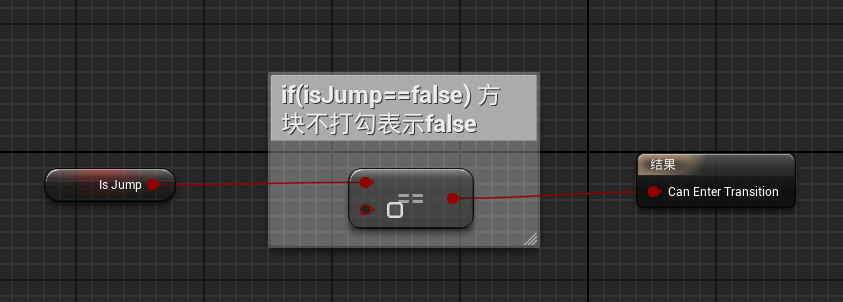 if(isJump==false) 方
块不打勾表示false
Is Jump
==
结果
Can Enter Transition